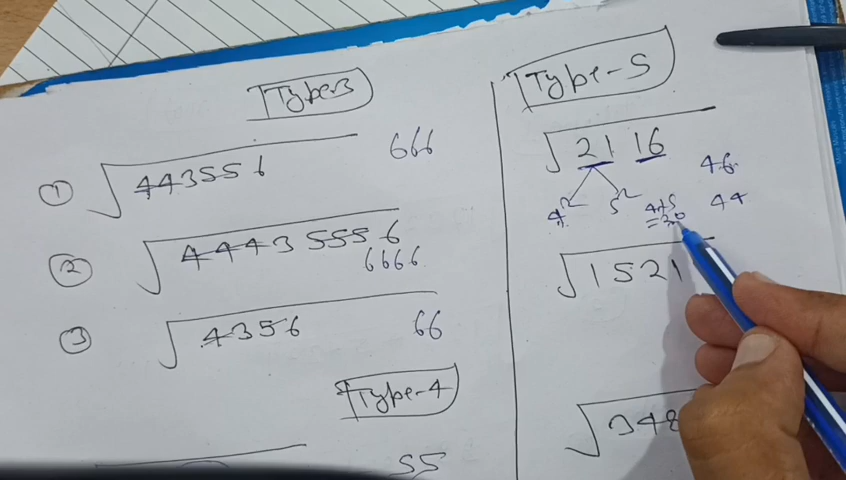 Type-3
① √443556 666
② √44435556
6666
③ √4356 66
Type-4
55
Type-5
√2116
46
44
4² 5² 4×5
=20
√1521
√348